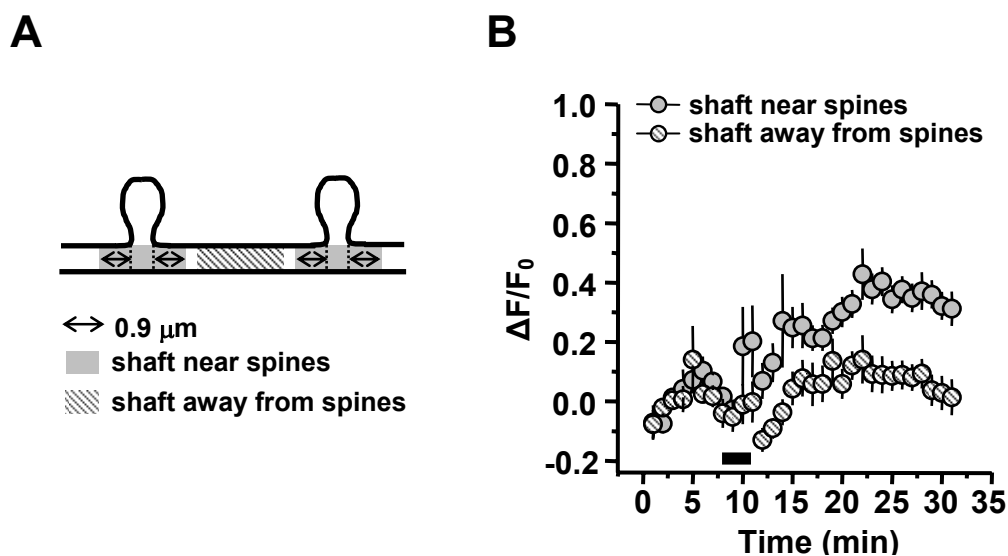 A
0.9 μm
shaft near spines
shaft away from spines
B
shaft near spines
shaft away from spines
ΔF/F0
1.0
0.8
0.6
0.4
0.2
0.0
-0.2
0 5 10 15 20 25 30 35
Time (min)